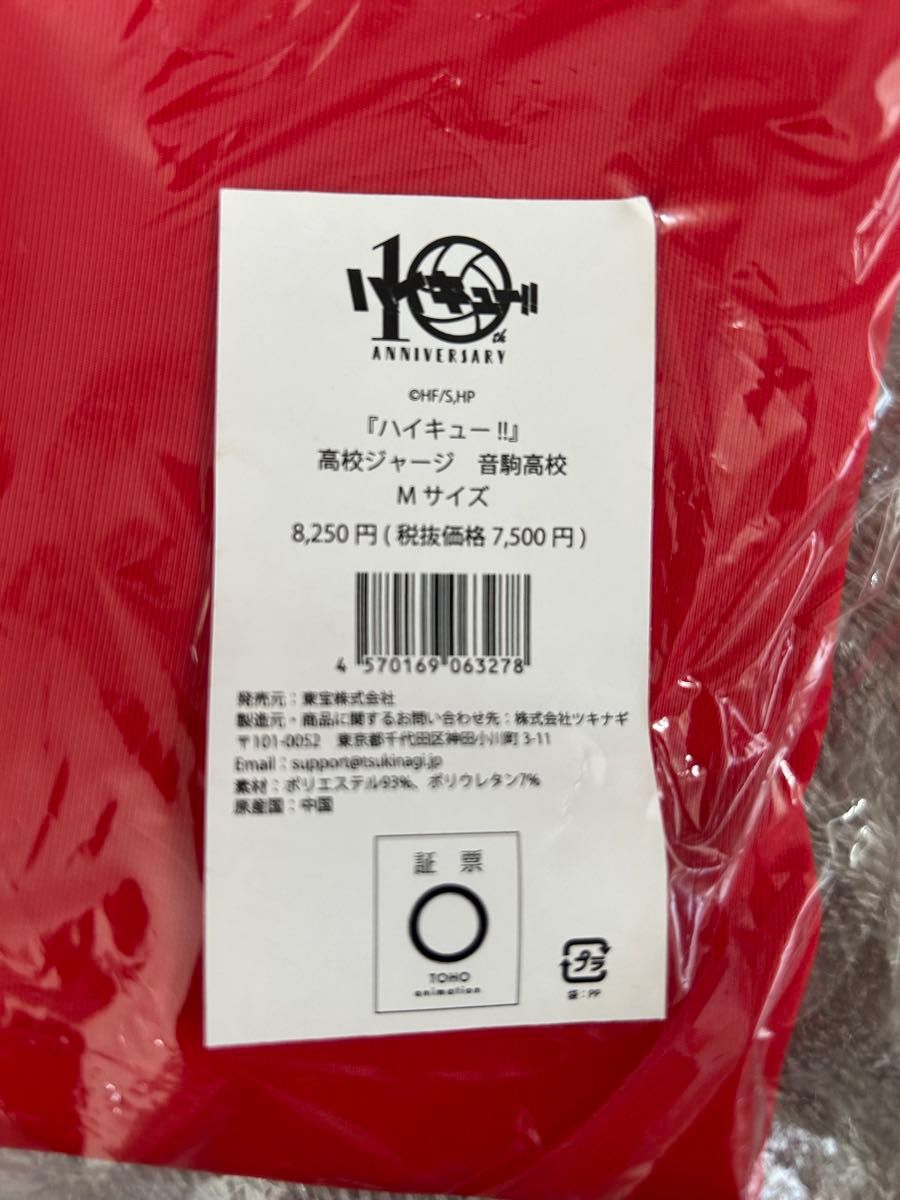 10th
ハイキュー!!
ANNIVERSARY
©HF/S,HP
『ハイキュー!!』
高校ジャージ 音駒高校
Mサイズ
8,250円(税抜価格7,500円)
4 570169 063278
発売元:東宝株式会社
製造元・商品に関するお問い合わせ先:株式会社ツキナギ
〒101-0052 東京都千代田区神田小川町3-11
Email:support@tsukinagi.jp
素材:ポリエステル93%、ポリウレタン7%
原産国:中国
証 票
TOHO
animation
プラ
袋:PP